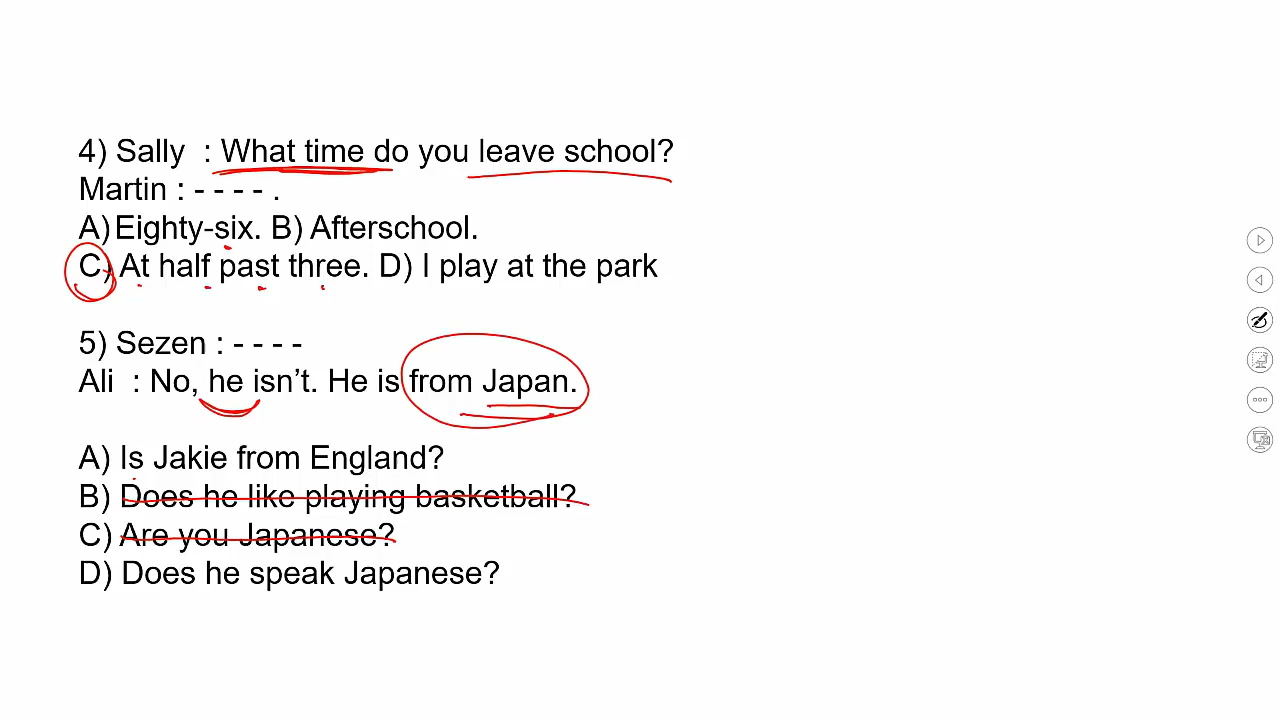 4) Sally : What time do you leave school?
Martin : - - - - .
A) Eighty-six. B) Afterschool.
C) At half past three. D) I play at the park
5) Sezen : - - - -
Ali : No, he isn’t. He is from Japan.
A) Is Jakie from England?
B) Does he like playing basketball?
C) Are you Japanese?
D) Does he speak Japanese?